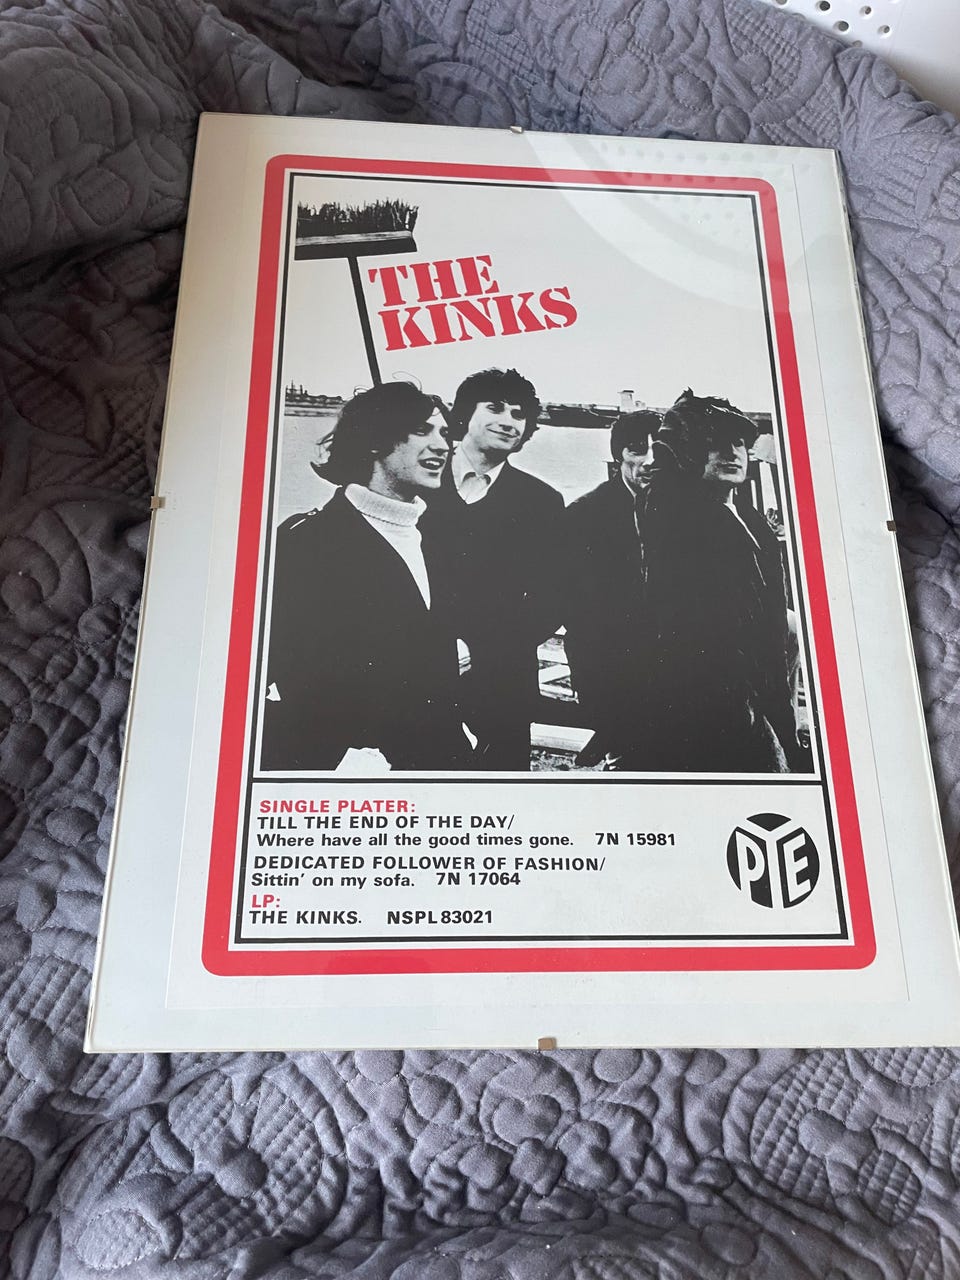 THE
KINKS
SINGLE PLATER:
TILL THE END OF THE DAY/
Where have all the good times gone. 7N 15981
DEDICATED FOLLOWER OF FASHION/
Sittin' on my sofa. 7N 17064
LP:
THE KINKS. NSPL 83021
PYE